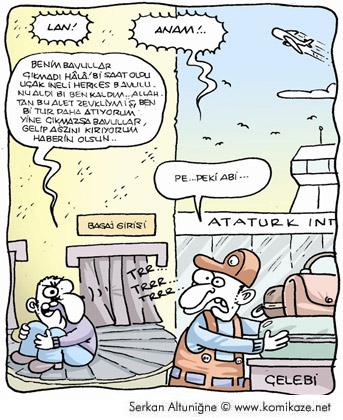 LAN!
ANAM!..
BENİM BAVULLAR
ÇIKMADI HÂLÂ! Bİ SAAT OLDU
UÇAK İNELİ HERKES BAVULU-
NU ALDI Bİ BEN KALDIM.. ALLAH-
TAN BU ALET ZEVKLİYMİŞ, BEN
Bİ TUR DAHA ATIYORUM
YİNE ÇIKMAZSA BAVULLAR,
GELİP AĞZINI KIRIYORUM
HABERİN OLSUN..
PE...PEKİ ABİ...
BAGAJ GİRİŞİ
ATATÜRK INT
TRR
TRRR
TRRR
ÇELEBİ
Serkan Altuniğne © www.komikaze.net